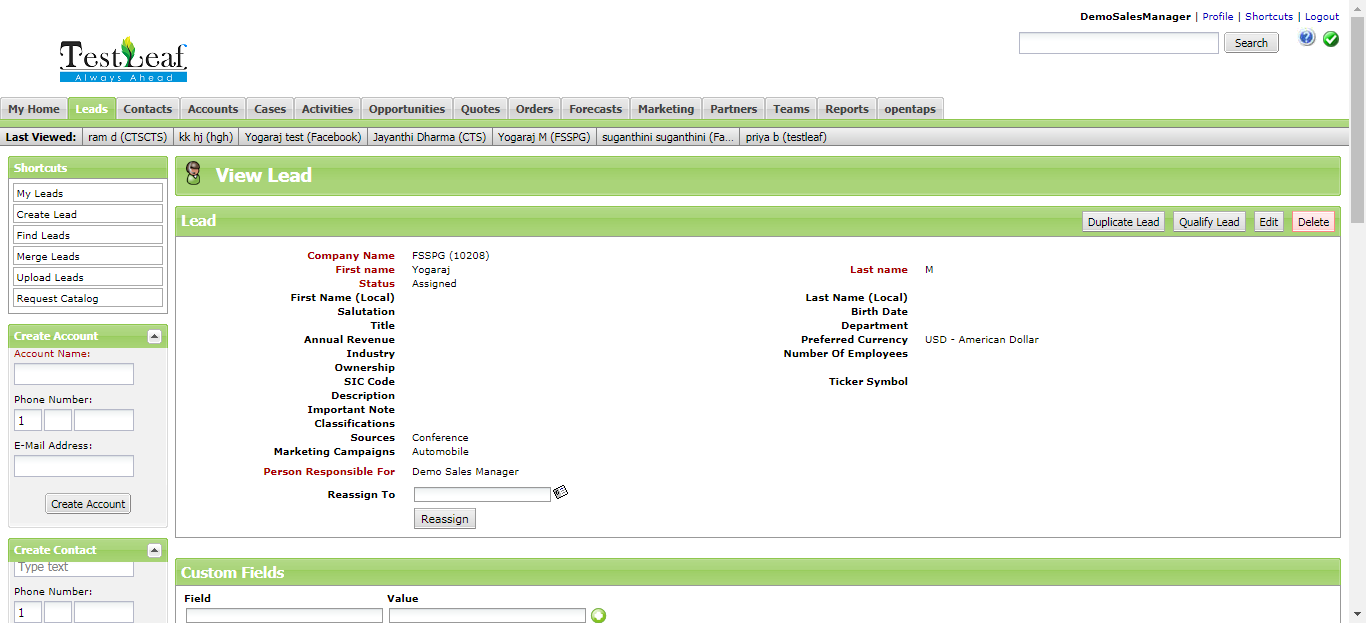 DemoSalesManager | Profile | Shortcuts | Logout
Search
TestLeaf
Always Ahead
My Home Leads Contacts Accounts Cases Activities Opportunities Quotes Orders Forecasts Marketing Partners Teams Reports opentaps
Last Viewed: ram d (CTSCTS) kk hj (hgh) Yogaraj test (Facebook) Jayanthi Dharma (CTS) Yogaraj M (FSSPG) suganthini suganthini (Fa... priya b (testleaf)
Shortcuts
My Leads
Create Lead
Find Leads
Merge Leads
Upload Leads
Request Catalog
Create Account
Account Name:
Phone Number:
1
E-Mail Address:
Create Account
Create Contact
Type text
Phone Number:
1
View Lead
Lead
Duplicate Lead Qualify Lead Edit Delete
Company Name FSSPG (10208)
First name Yogaraj Last name M
Status Assigned
First Name (Local) Last Name (Local)
Salutation Birth Date
Title Department
Annual Revenue Preferred Currency USD - American Dollar
Industry Number Of Employees
Ownership
SIC Code Ticker Symbol
Description
Important Note
Classifications
Sources Conference
Marketing Campaigns Automobile
Person Responsible For Demo Sales Manager
Reassign To
Reassign
Custom Fields
Field Value